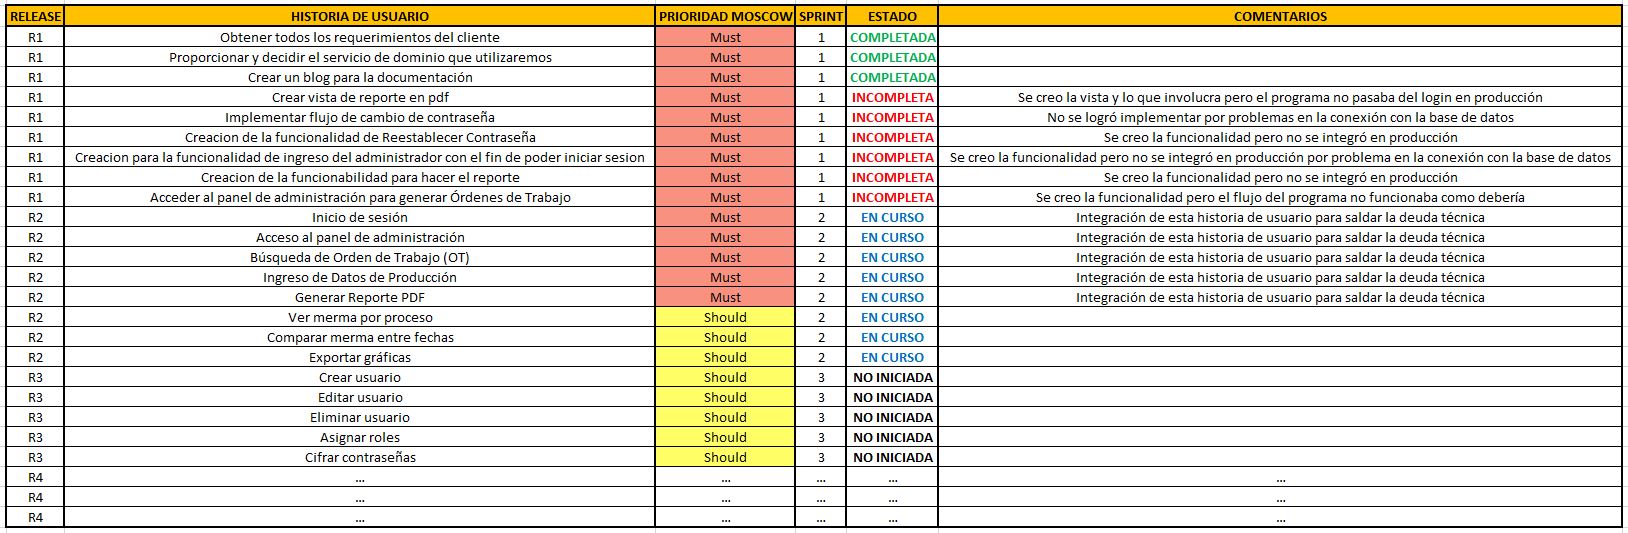 RELEASE HISTORIA DE USUARIO PRIORIDAD MOSCOW SPRINT ESTADO COMENTARIOS
R1 Obtener todos los requerimientos del cliente Must 1 COMPLETADA
R1 Proporcionar y decidir el servicio de dominio que utilizaremos Must 1 COMPLETADA
R1 Crear un blog para la documentación Must 1 COMPLETADA
R1 Crear vista de reporte en pdf Must 1 INCOMPLETA Se creo la vista y lo que involucra pero el programa no pasaba del login en producción
R1 Implementar flujo de cambio de contraseña Must 1 INCOMPLETA No se logró implementar por problemas en la conexión con la base de datos
R1 Creacion de la funcionalidad de Reestablecer Contraseña Must 1 INCOMPLETA Se creo la funcionalidad pero no se integró en producción
R1 Creacion para la funcionalidad de ingreso del administrador con el fin de poder iniciar sesion Must 1 INCOMPLETA Se creo la funcionalidad pero no se integró en producción por problema en la conexión con la base de datos
R1 Creacion de la funcionabilidad para hacer el reporte Must 1 INCOMPLETA Se creo la funcionalidad pero no se integró en producción
R1 Acceder al panel de administración para generar Órdenes de Trabajo Must 1 INCOMPLETA Se creo la funcionalidad pero el flujo del programa no funcionaba como debería
R2 Inicio de sesión Must 2 EN CURSO Integración de esta historia de usuario para saldar la deuda técnica
R2 Acceso al panel de administración Must 2 EN CURSO Integración de esta historia de usuario para saldar la deuda técnica
R2 Búsqueda de Orden de Trabajo (OT) Must 2 EN CURSO Integración de esta historia de usuario para saldar la deuda técnica
R2 Ingreso de Datos de Producción Must 2 EN CURSO Integración de esta historia de usuario para saldar la deuda técnica
R2 Generar Reporte PDF Must 2 EN CURSO Integración de esta historia de usuario para saldar la deuda técnica
R2 Ver merma por proceso Should 2 EN CURSO
R2 Comparar merma entre fechas Should 2 EN CURSO
R2 Exportar gráficas Should 2 EN CURSO
R3 Crear usuario Should 3 NO INICIADA
R3 Editar usuario Should 3 NO INICIADA
R3 Eliminar usuario Should 3 NO INICIADA
R3 Asignar roles Should 3 NO INICIADA
R3 Cifrar contraseñas Should 3 NO INICIADA
R4 ... ... ... ... ...
R4 ... ... ... ... ...
R4 ... ... ... ... ...